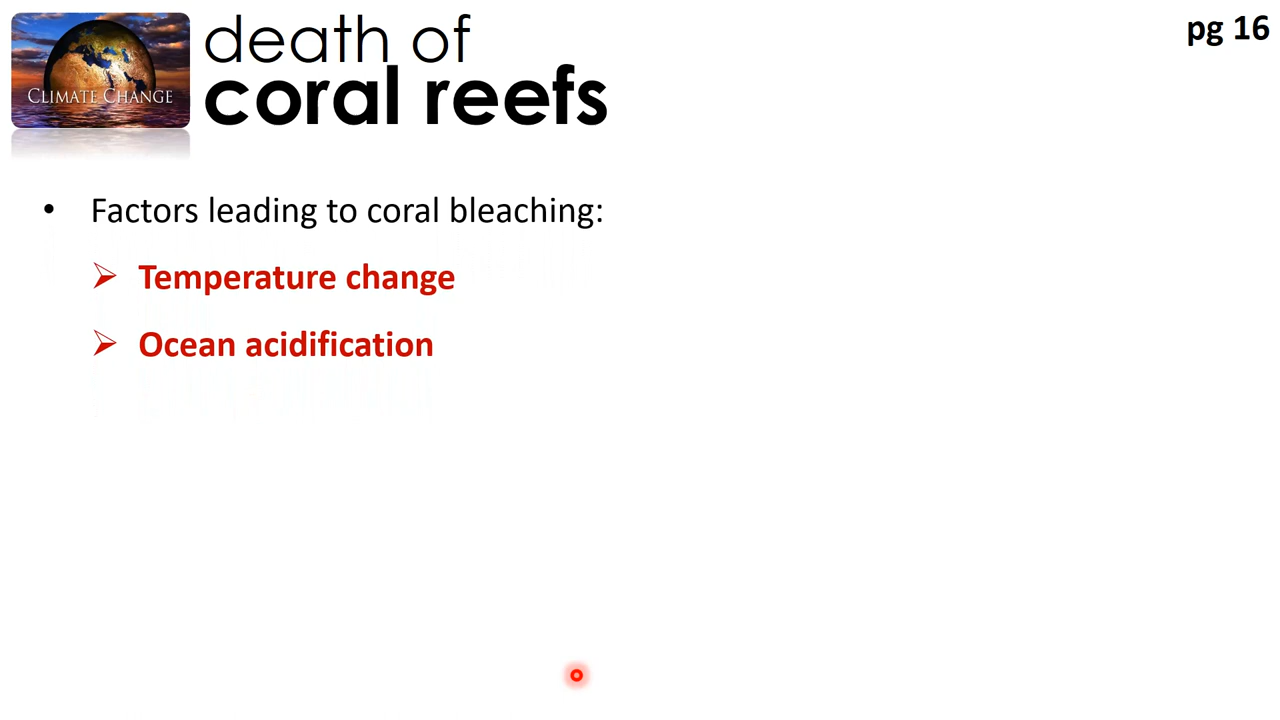 CLIMATE CHANGE
death of
coral reefs
pg 16
• Factors leading to coral bleaching:
➢ Temperature change
➢ Ocean acidification